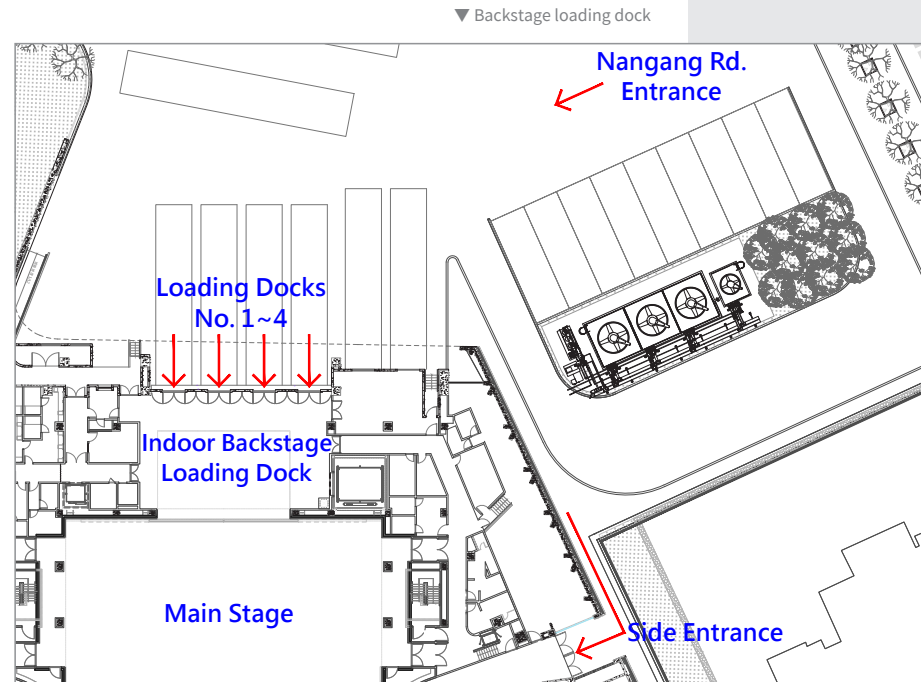 ▼ Backstage loading dock
Nangang Rd.
Entrance
Loading Docks
No. 1~4
Indoor Backstage
Loading Dock
Main Stage
Side Entrance